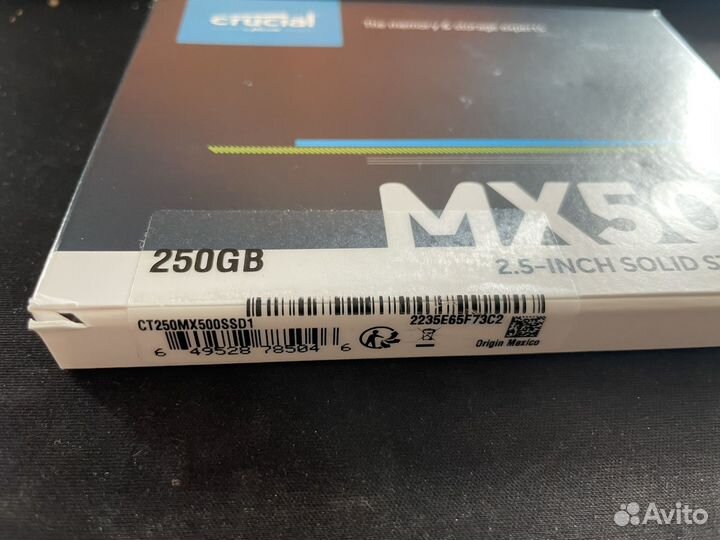 crucial
the memory & storage experts
MX50
2.5-INCH SOLID ST
250GB
CT250MX500SSD1
2235E65F73C2
6 49528 78504 6
Origin Mexico
Avito